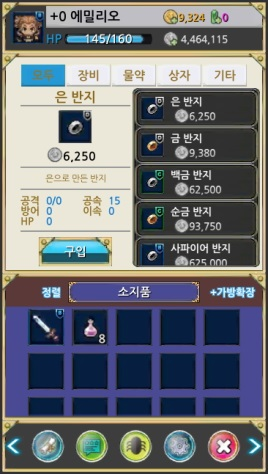 +0 에밀리오
9,324 0
HP 145/160 4,464,115
모두 장비 물약 상자 기타
은 반지
6,250
은으로 만든 반지
공격 0/0 공속 15
방어 0 이속 0
HP 0
구입
은 반지
6,250
금 반지
9,380
백금 반지
62,500
순금 반지
93,750
사파이어 반지
625,000
정렬 소지품 +가방확장
8